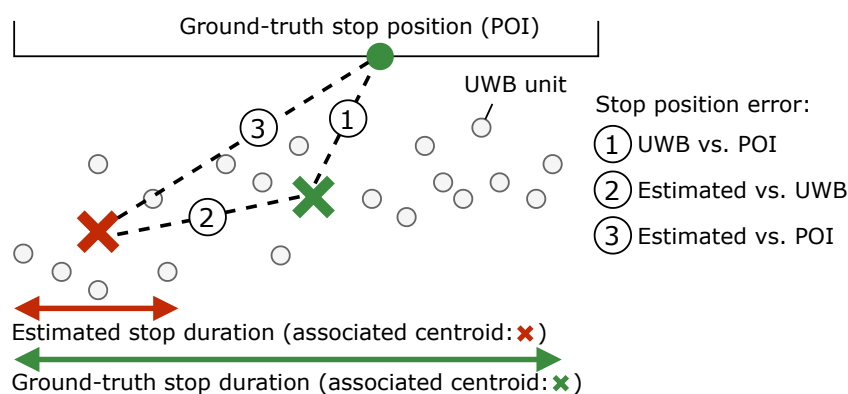 Ground-truth stop position (POI)
UWB unit
Stop position error:
1
3
1 UWB vs. POI
2 Estimated vs. UWB
2
3 Estimated vs. POI
Estimated stop duration (associated centroid: )
Ground-truth stop duration (associated centroid: )